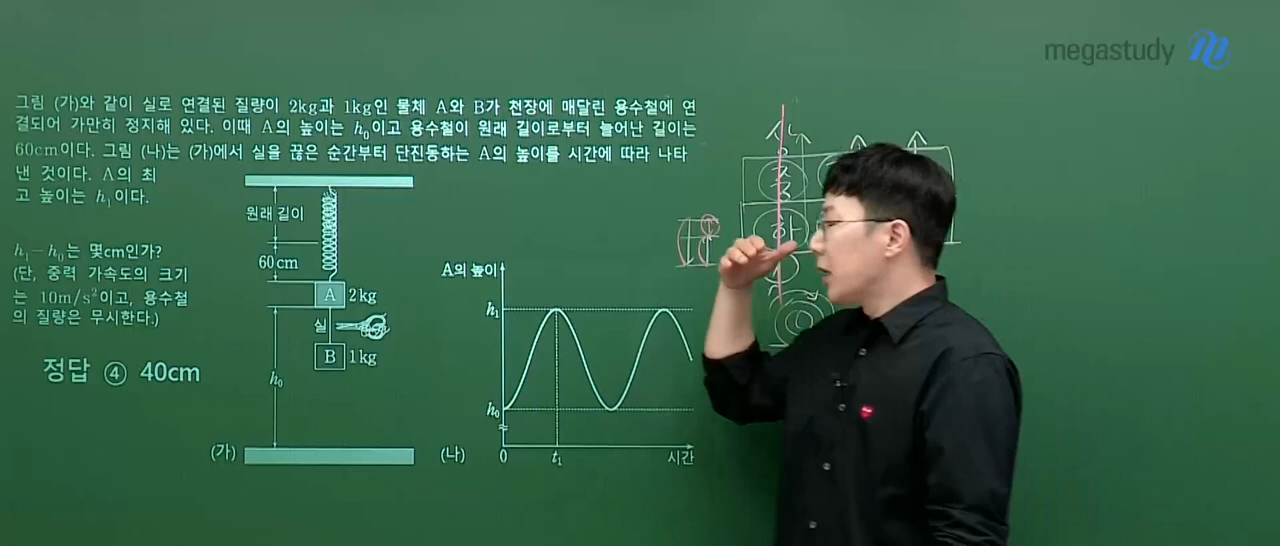 megastudy
그림 (가)와 같이 실로 연결된 질량이 2kg과 1kg인 물체 A와 B가 천장에 매달린 용수철에 연
결되어 가만히 정지해 있다. 이때 A의 높이는 h₀이고 용수철이 원래 길이로부터 늘어난 길이는
60cm이다. 그림 (나)는 (가)에서 실을 끊은 순간부터 단진동하는 A의 높이를 시간에 따라 나타
낸 것이다. A의 최
고 높이는 h₁이다.
h₁-h₀는 몇cm인가?
(단, 중력 가속도의 크기
는 10m/s²이고, 용수철
의 질량은 무시한다.)
정답 ④ 40cm
원래 길이
60cm
A 2kg
실
B 1kg
h₀
(가)
A의 높이
h₁
h₀
0 t₁ 시간
(나)